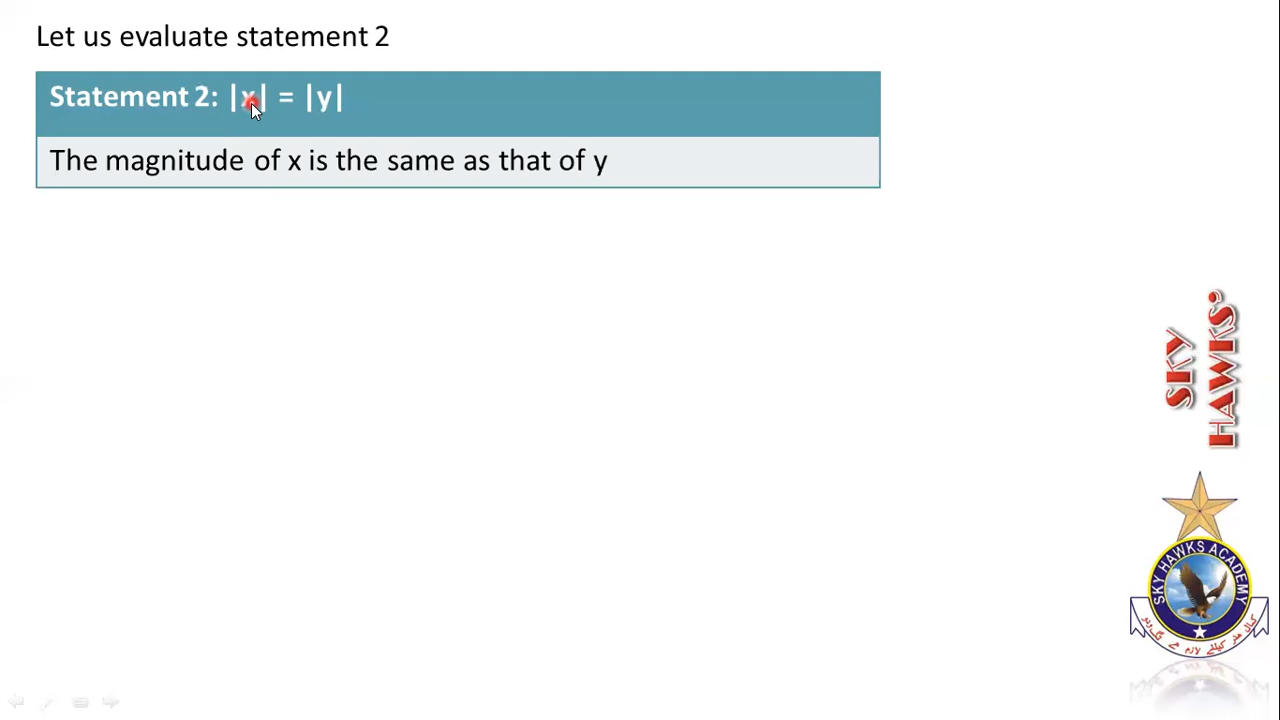 Let us evaluate statement 2
Statement 2: |x| = |y|
The magnitude of x is the same as that of y
SKY
HAWKS
SKY HAWKS ACADEMY